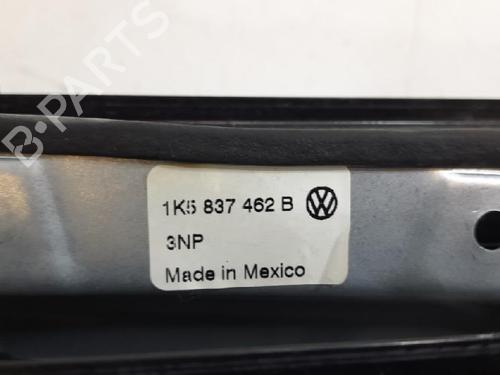 B-PARTS
1K5 837 462 B
3NP
Made in Mexico